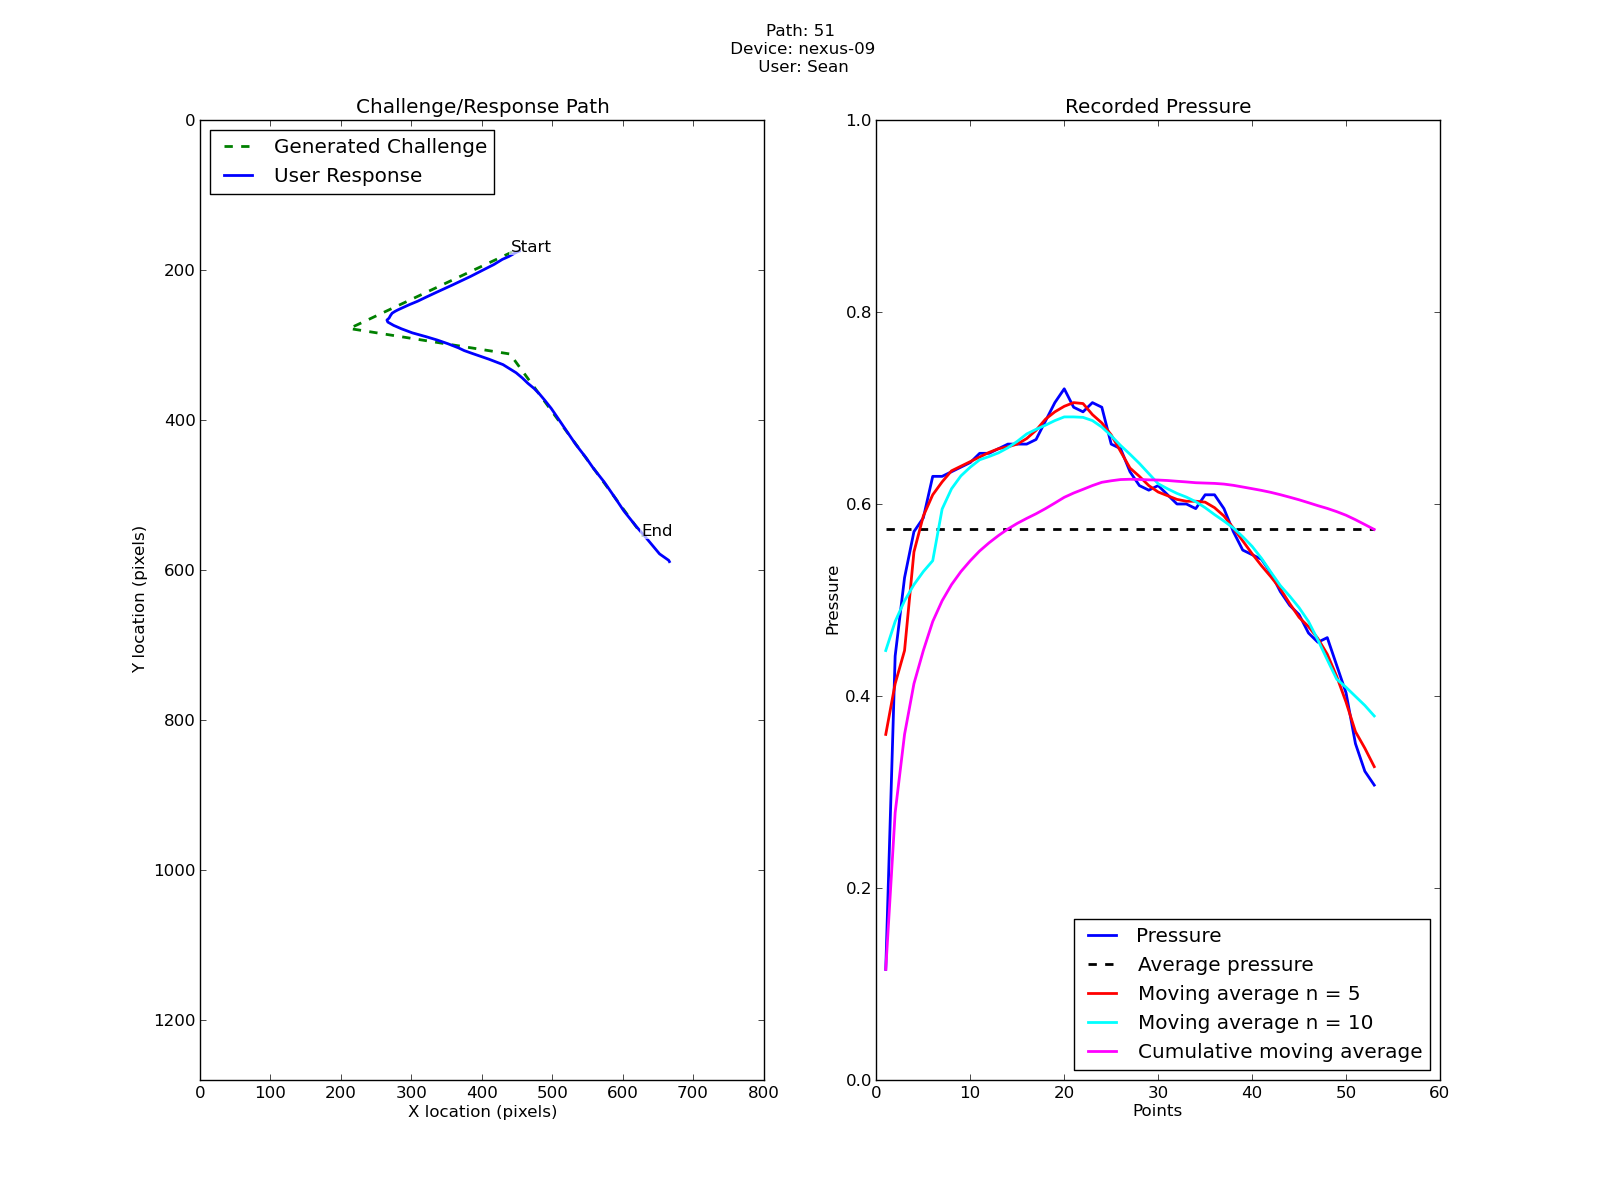 Path: 51
Device: nexus-09
User: Sean
Challenge/Response Path
Generated Challenge
User Response
Start
End
0
200
400
600
800
1000
1200
Y location (pixels)
0 100 200 300 400 500 600 700 800
X location (pixels)
Recorded Pressure
1.0
0.8
0.6
0.4
0.2
0.0
Pressure
Pressure
Average pressure
Moving average n = 5
Moving average n = 10
Cumulative moving average
0 10 20 30 40 50 60
Points